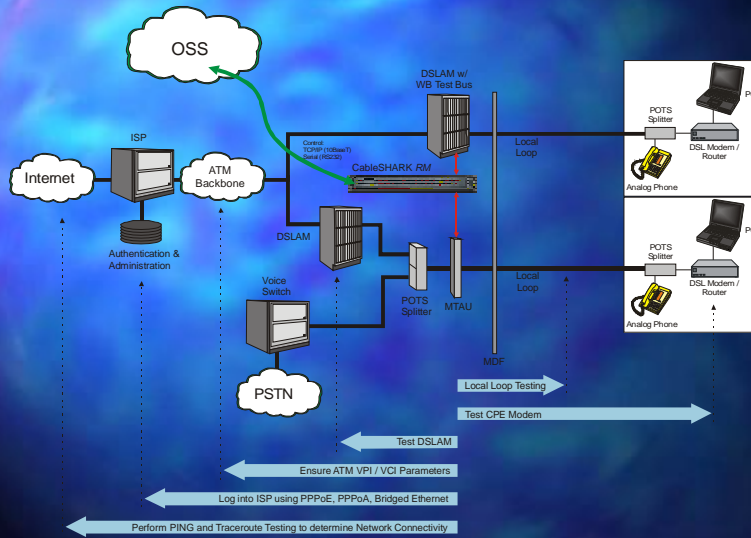 OSS
DSLAM w/
WB Test Bus
POTS
Splitter
DSL Modem /
Router
Analog Phone
ISP
Control:
TCP/IP (10BaseT)
Serial (RS232)
Local
Loop
Internet
ATM
Backbone
CableSHARK RM
Authentication &
Administration
DSLAM
Voice
Switch
POTS
Splitter
MTAU
Local
Loop
POTS
Splitter
DSL Modem /
Router
Analog Phone
MDF
PSTN
Local Loop Testing
Test CPE Modem
Test DSLAM
Ensure ATM VPI / VCI Parameters
Log into ISP using PPPoE, PPPoA, Bridged Ethernet
Perform PING and Traceroute Testing to determine Network Connectivity